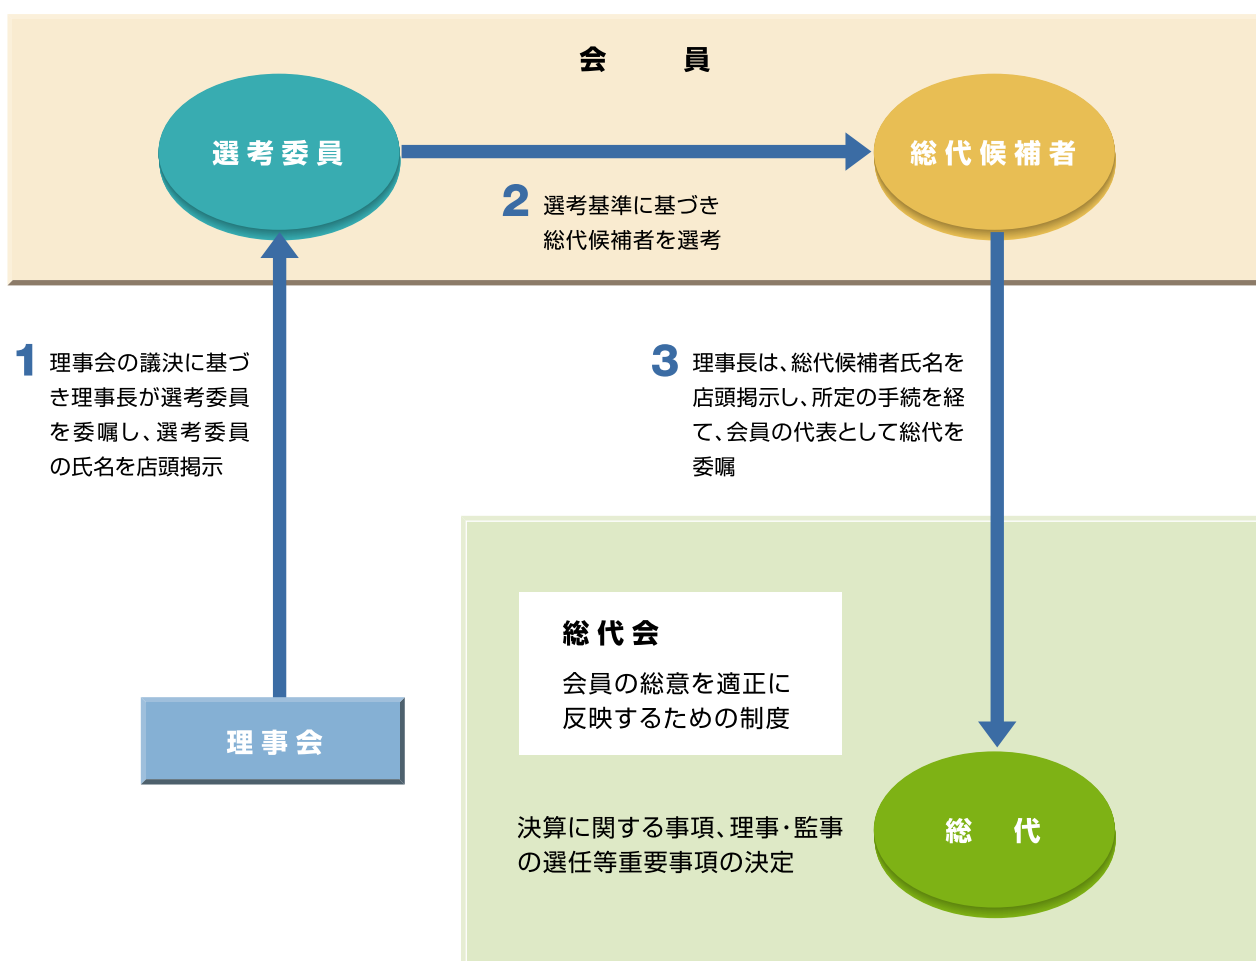 会 員
選考委員
総代候補者
2 選考基準に基づき
総代候補者を選考
1 理事会の議決に基づ
き理事長が選考委員
を委嘱し、選考委員
の氏名を店頭掲示
3 理事長は、総代候補者氏名を
店頭掲示し、所定の手続を経
て、会員の代表として総代を
委嘱
総代会
会員の総意を適正に
反映するための制度
理事会
決算に関する事項、理事・監事
の選任等重要事項の決定
総 代